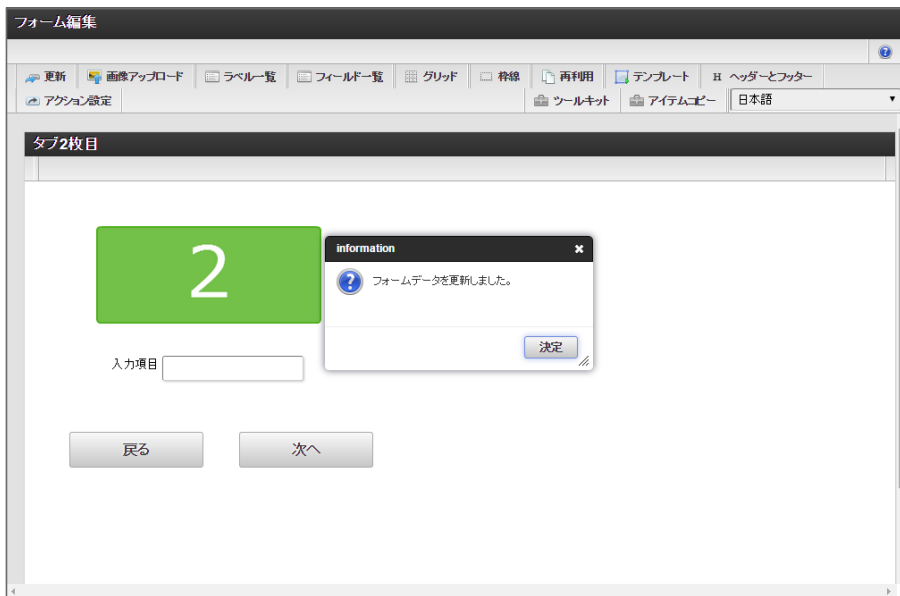 フォーム編集
更新 画像アップロード ラベル一覧 フィールド一覧 グリッド 枠線 再利用 テンプレート H ヘッダーとフッター
アクション設定 ツールキット アイテムコピー 日本語
タブ2枚目
2
information
フォームデータを更新しました。
決定
入力項目
戻る 次へ